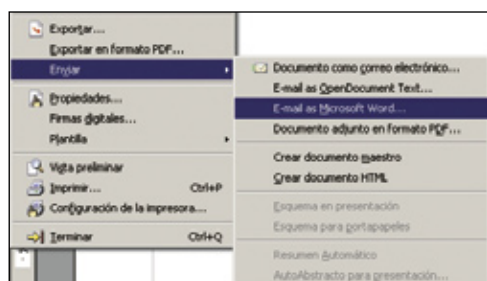 Exportar...
Exportar en formato PDF...
Enviar
Propiedades...
Firmas digitales...
Plantilla
Vista preliminar
Imprimir... Ctrl+P
Configuración de la impresora...
Terminar Ctrl+Q
Documento como correo electrónico...
E-mail as OpenDocument Text...
E-mail as Microsoft Word...
Documento adjunto en formato PDF...
Crear documento maestro
Crear documento HTML
Esquema en presentación
Esquema para portapapeles
Resumen Automático
AutoAbstracto para presentación...